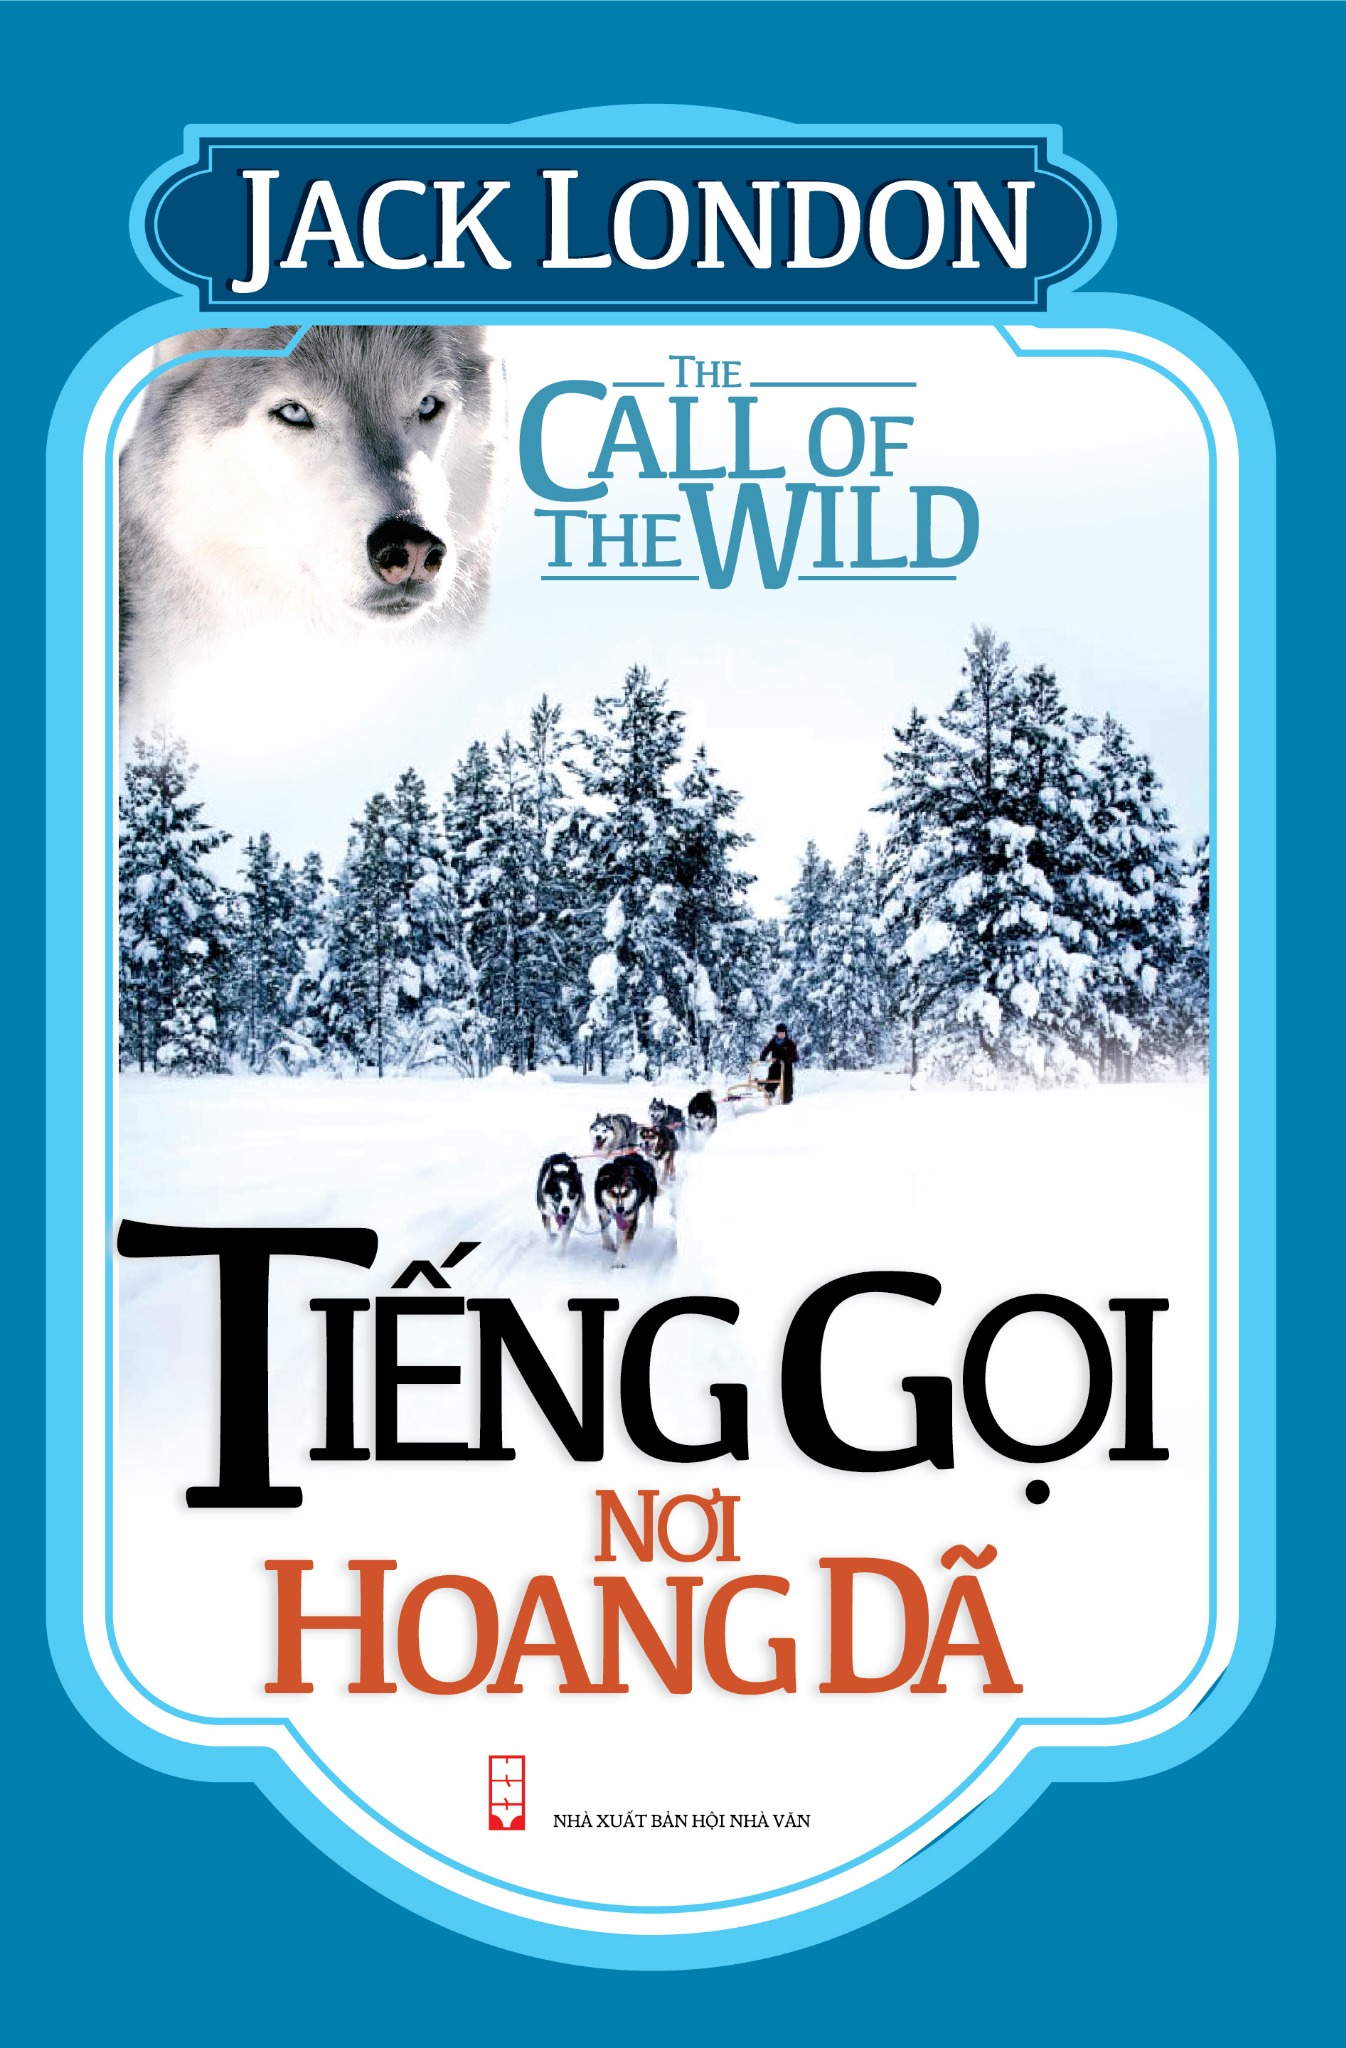 JACK LONDON
THE
CALL OF
THE WILD
TIẾNG GỌI
NƠI
HOANG DÃ
NHÀ XUẤT BẢN HỘI NHÀ VĂN